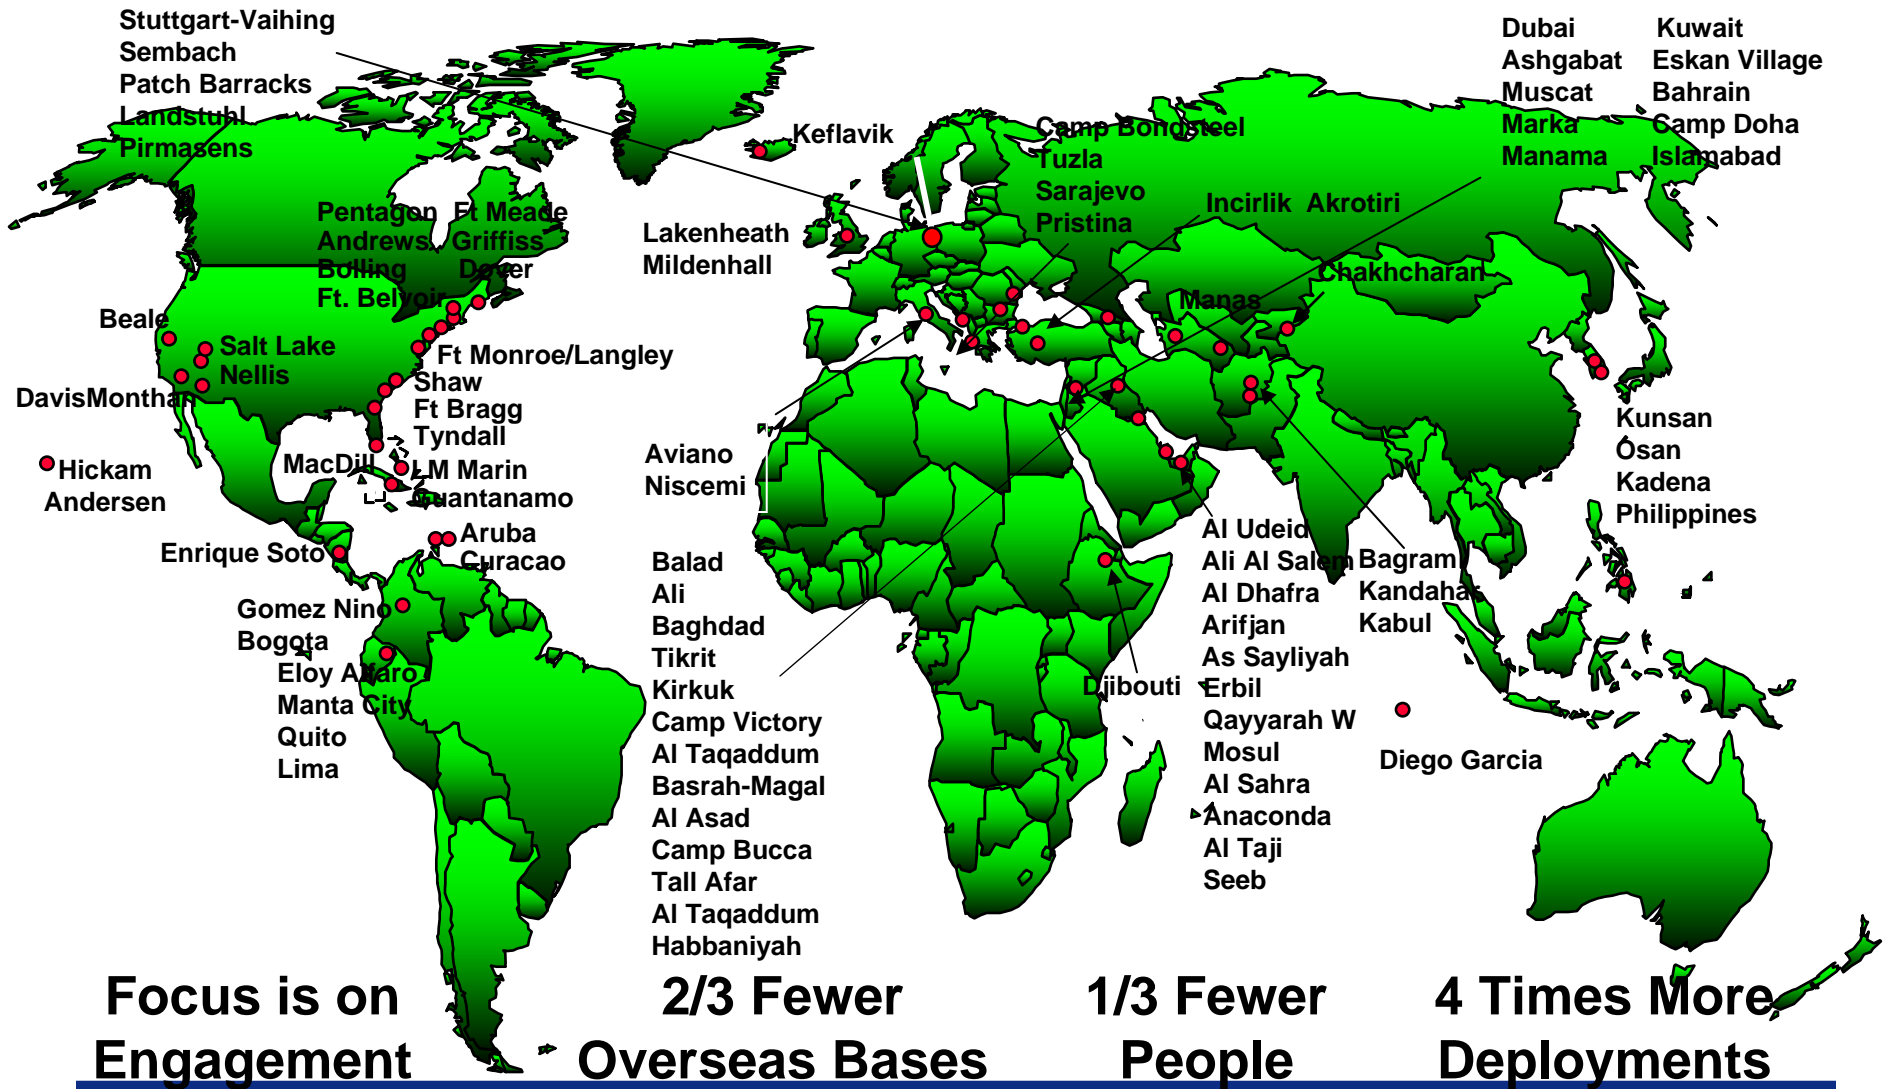 Stuttgart-Vaihing
Sembach
Patch Barracks
Landstuhl
Pirmasens
Dubai Kuwait
Ashgabat Eskan Village
Muscat Bahrain
Marka Camp Doha
Manama Islamabad
Keflavik
Camp Bondsteel
Tuzla
Sarajevo
Pristina
Incirlik Akrotiri
Pentagon Ft Meade
Andrews Griffiss
Bolling Dover
Ft. Belvoir
Lakenheath
Mildenhall
Chakhcharan
Manas
Beale
Salt Lake
Nellis
DavisMonthan
Ft Monroe/Langley
Shaw
Ft Bragg
Tyndall
MacDill
LM Marin
Guantanamo
Hickam
Andersen
Aviano
Niscemi
Kunsan
Osan
Kadena
Philippines
Enrique Soto
Aruba
Curacao
Gomez Nino
Bogota
Eloy Alfaro
Manta City
Quito
Lima
Balad
Ali
Baghdad
Tikrit
Kirkuk
Camp Victory
Al Taqaddum
Basrah-Magal
Al Asad
Camp Bucca
Tall Afar
Al Taqaddum
Habbaniyah
Djibouti
Al Udeid
Ali Al Salem
Al Dhafra
Arifjan
As Sayliyah
Erbil
Qayyarah W
Mosul
Al Sahra
Anaconda
Al Taji
Seeb
Bagram
Kandahar
Kabul
Diego Garcia
Focus is on
Engagement
2/3 Fewer
Overseas Bases
1/3 Fewer
People
4 Times More
Deployments